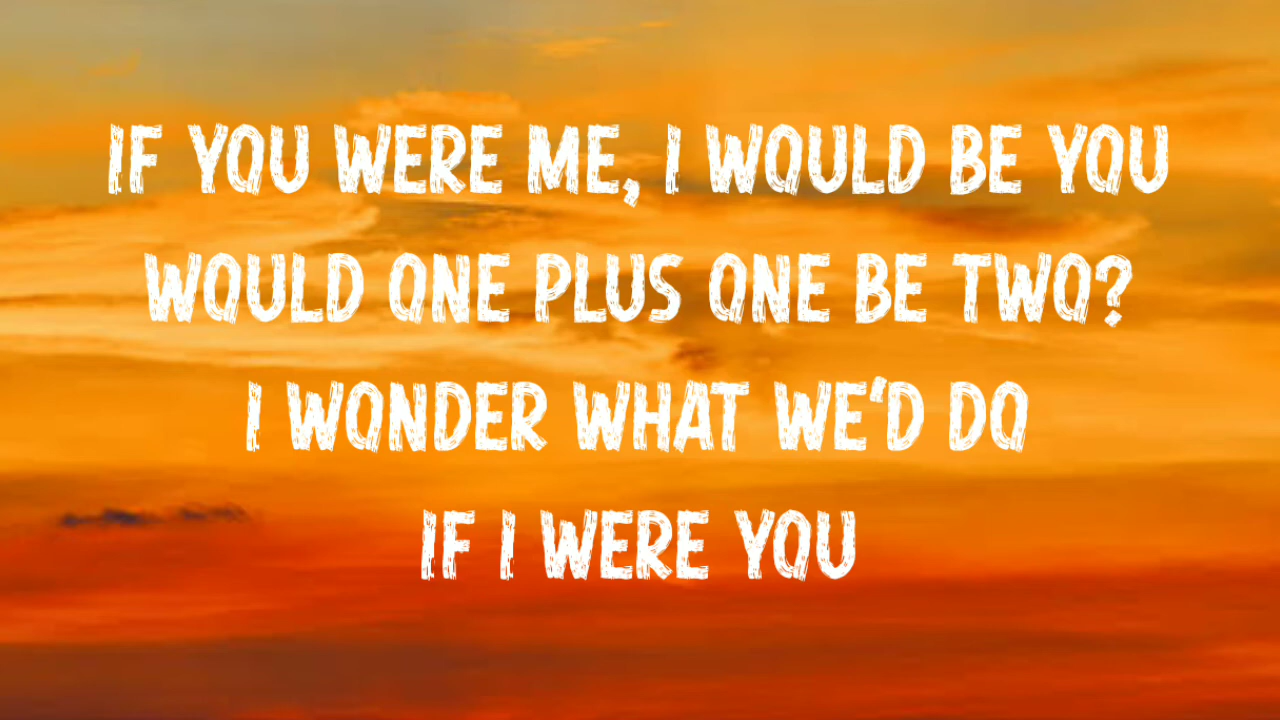 IF YOU WERE ME, I WOULD BE YOU
WOULD ONE PLUS ONE BE TWO?
I WONDER WHAT WE'D DO
IF I WERE YOU